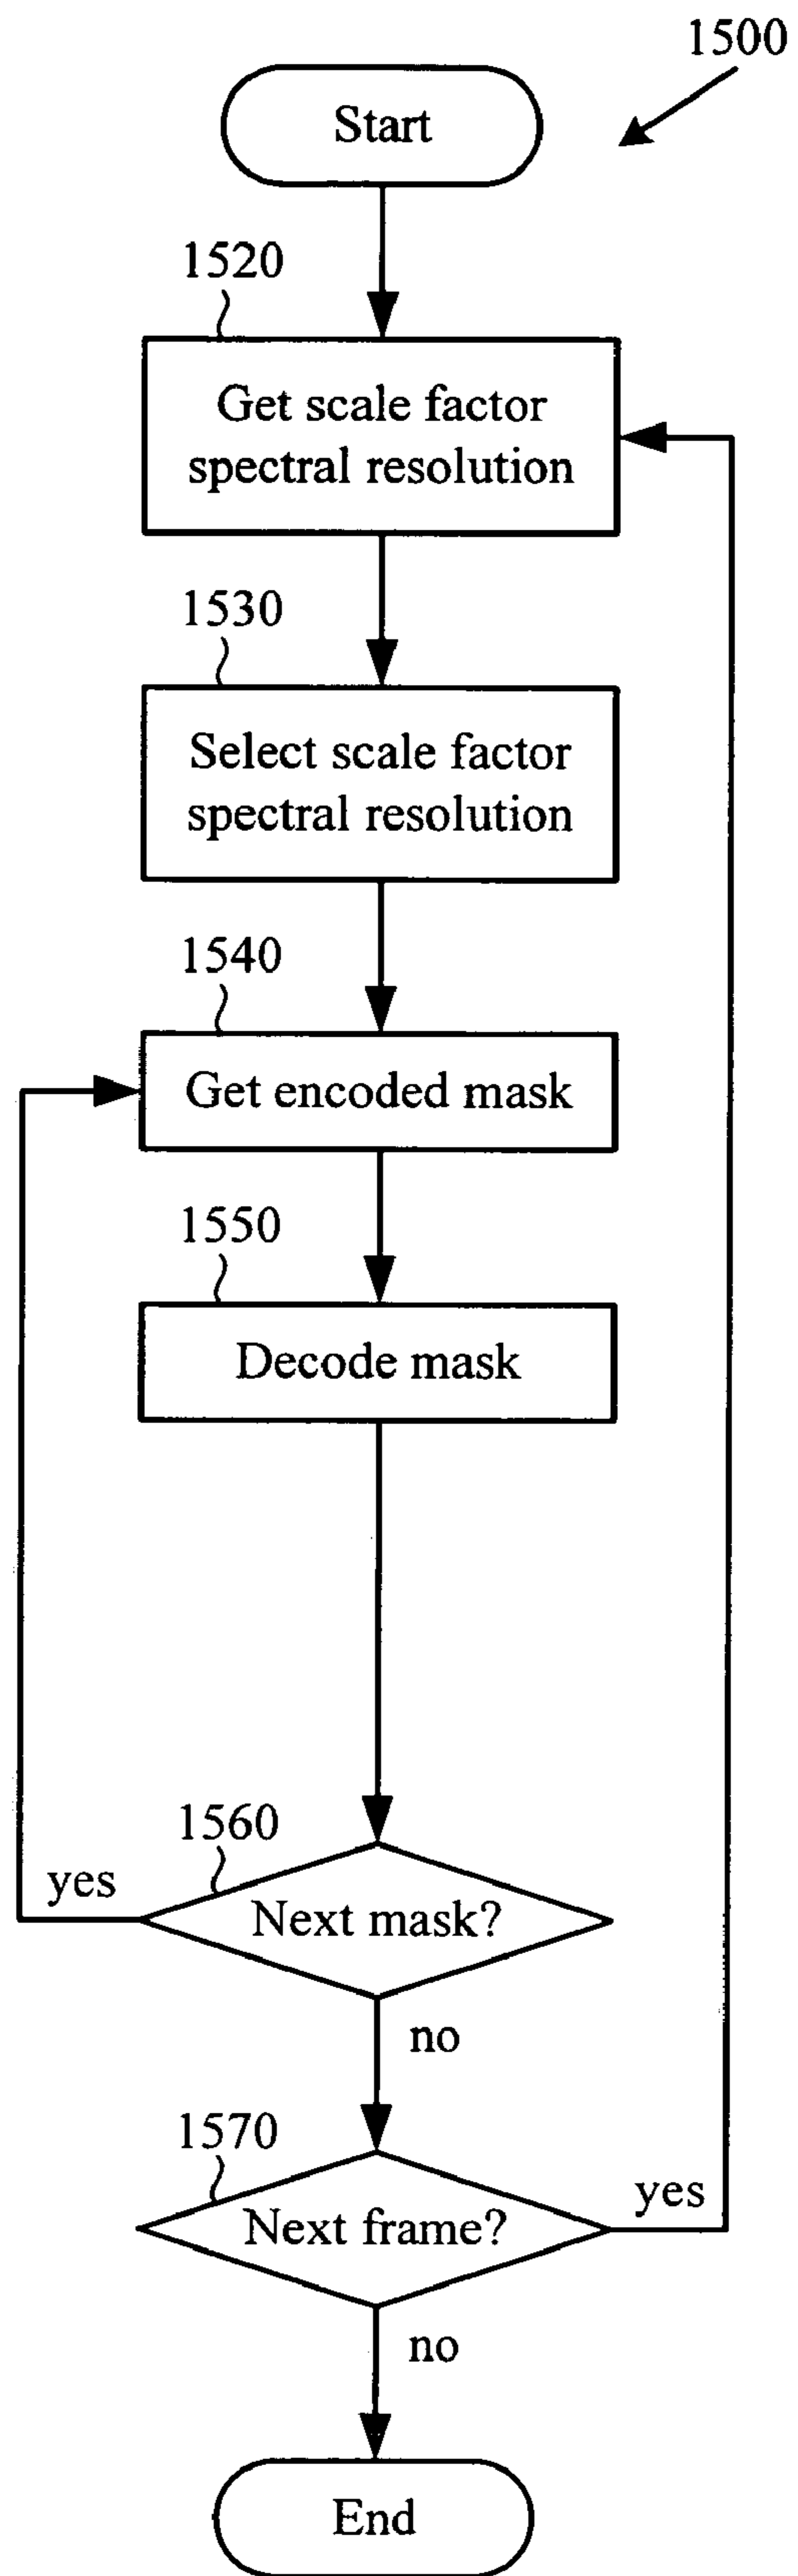 1500
Start
1520
Get scale factor
spectral resolution
1530
Select scale factor
spectral resolution
1540
Get encoded mask
1550
Decode mask
1560
yes
Next mask?
no
1570
yes
Next frame?
no
End